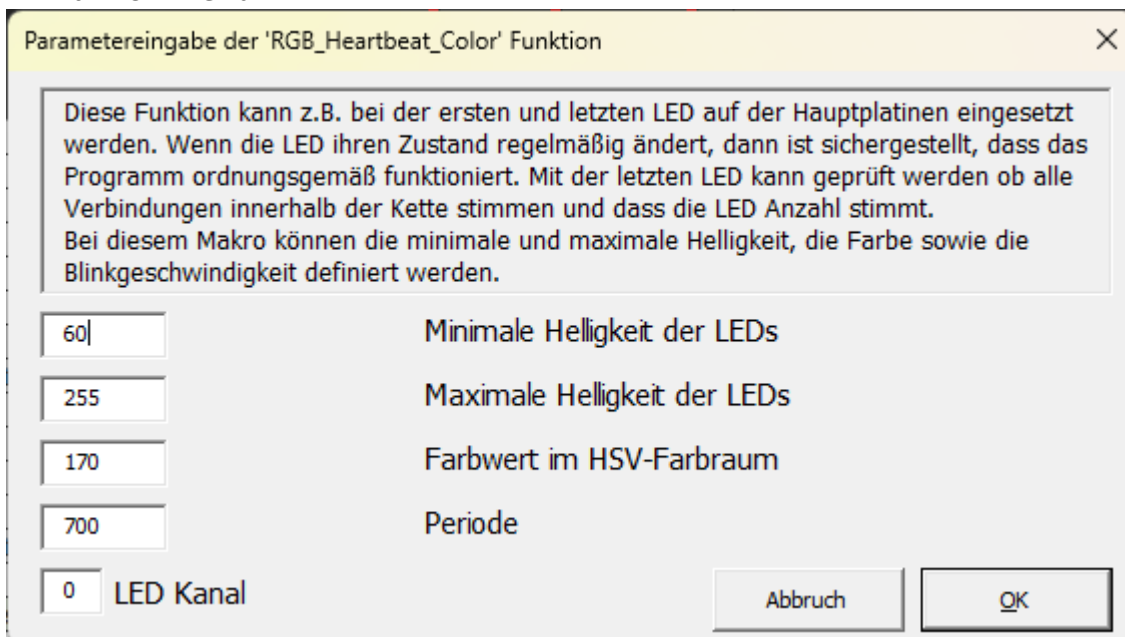 Parametereingabe der 'RGB_Heartbeat_Color' Funktion
Diese Funktion kann z.B. bei der ersten und letzten LED auf der Hauptplatinen eingesetzt
werden. Wenn die LED ihren Zustand regelmäßig ändert, dann ist sichergestellt, dass das
Programm ordnungsgemäß funktioniert. Mit der letzten LED kann geprüft werden ob alle
Verbindungen innerhalb der Kette stimmen und dass die LED Anzahl stimmt.
Bei diesem Makro können die minimale und maximale Helligkeit, die Farbe sowie die
Blinkgeschwindigkeit definiert werden.
60 Minimale Helligkeit der LEDs
255 Maximale Helligkeit der LEDs
170 Farbwert im HSV-Farbraum
700 Periode
0 LED Kanal Abbruch OK